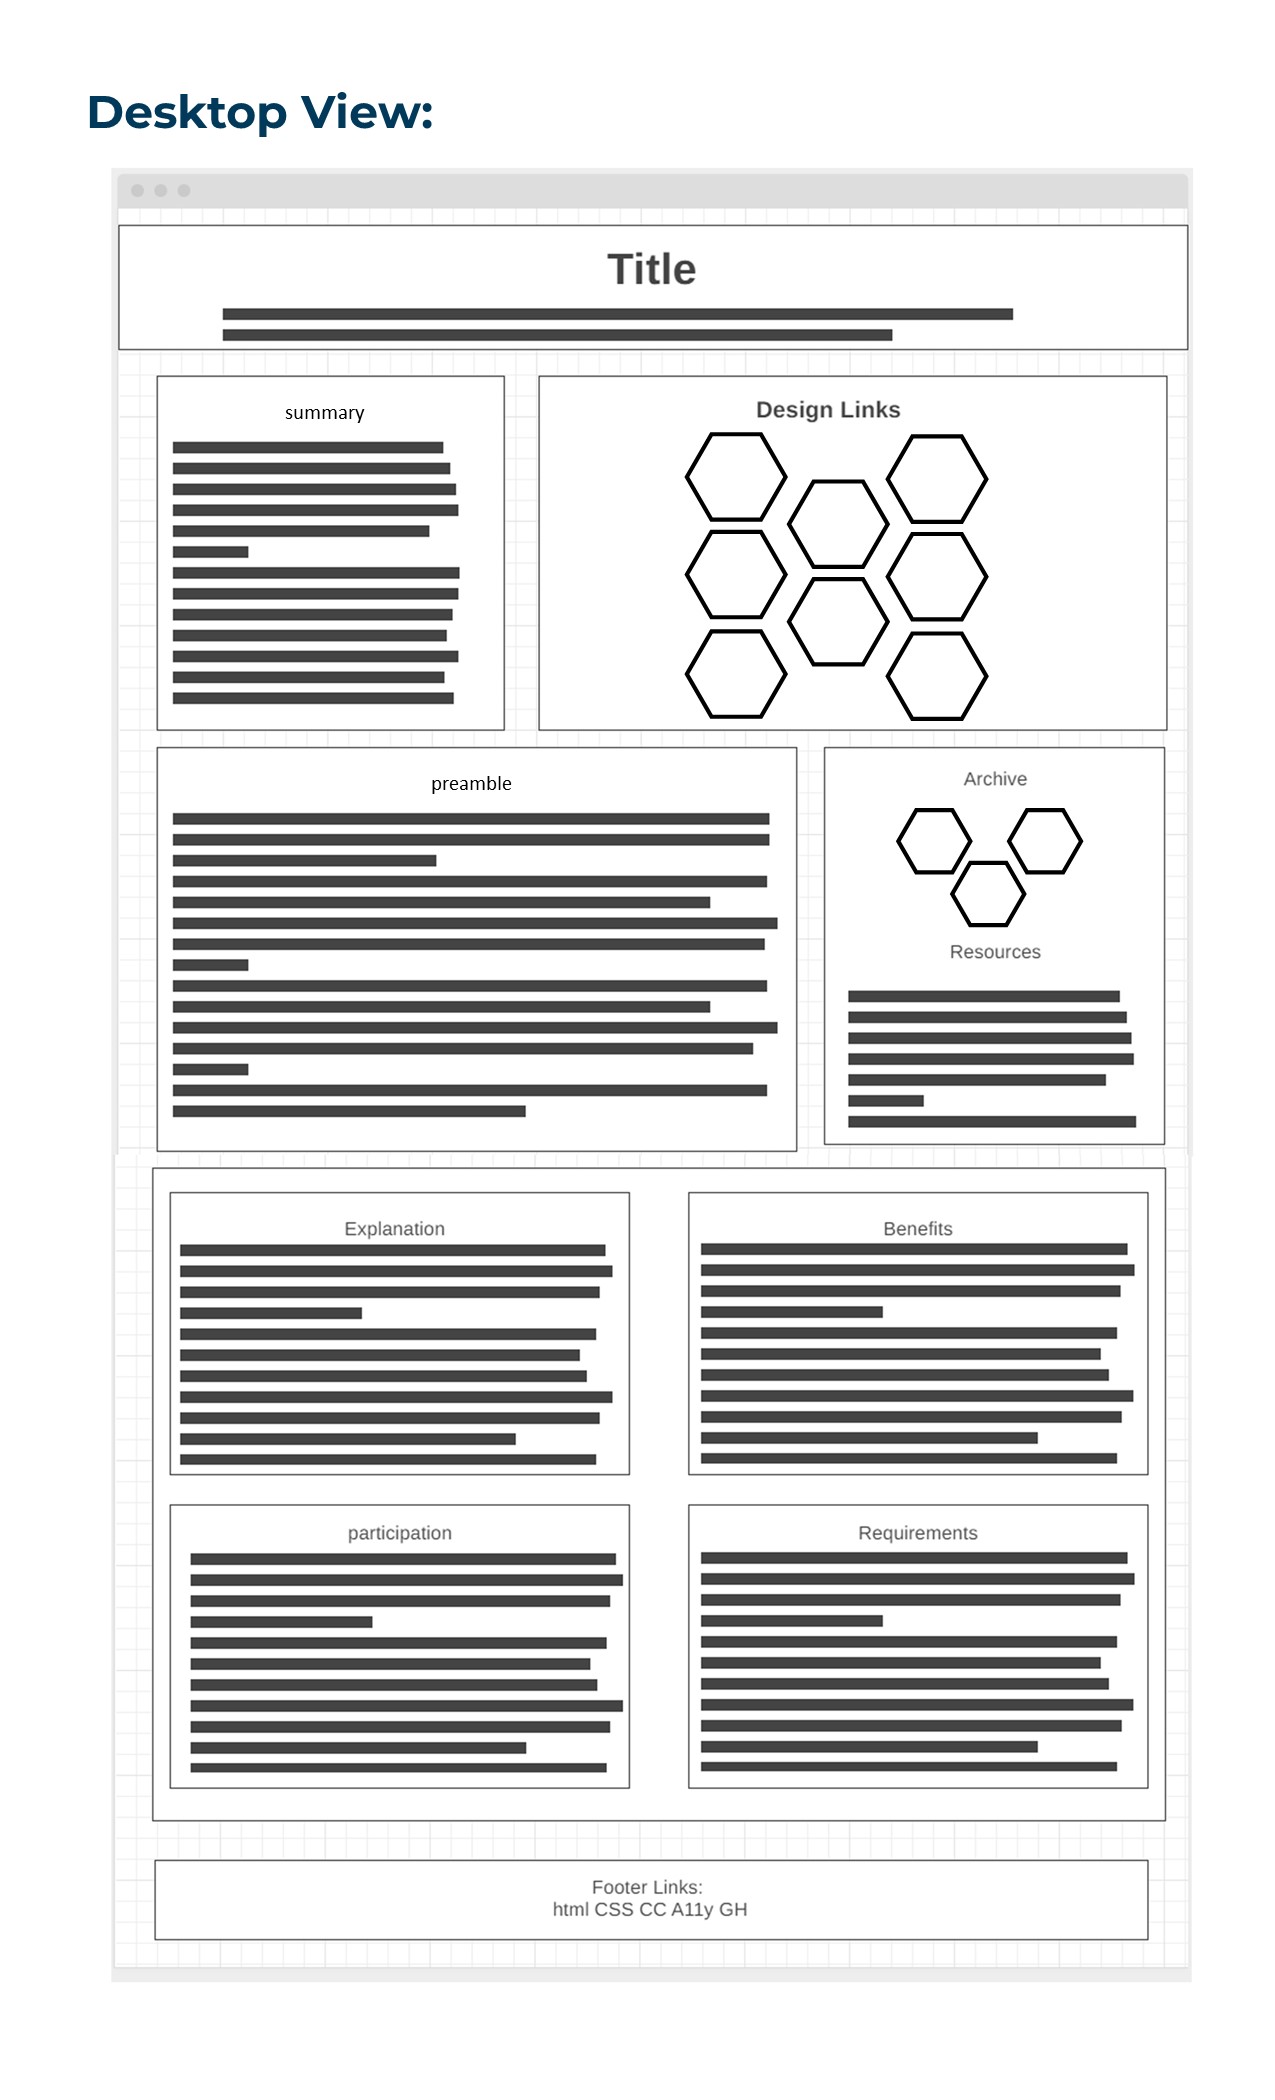 Desktop View:
Title
summary
Design Links
preamble
Archive
Resources
Explanation
Benefits
participation
Requirements
Footer Links:
html CSS CC A11y GH